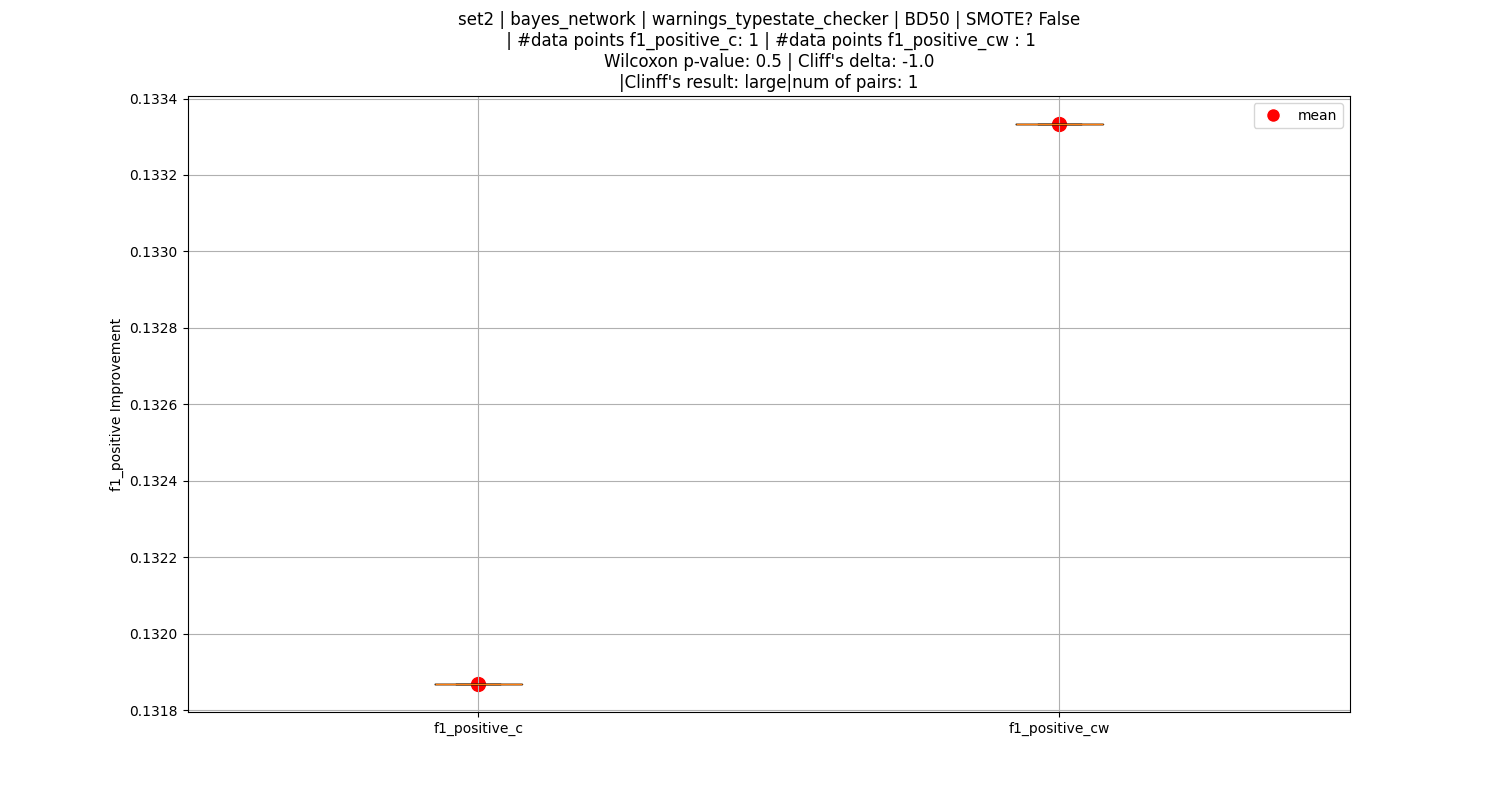 set2 | bayes_network | warnings_typestate_checker | BD50 | SMOTE? False
| #data points f1_positive_c: 1 | #data points f1_positive_cw : 1
Wilcoxon p-value: 0.5 | Cliff's delta: -1.0
|Clinff's result: large|num of pairs: 1
mean
f1_positive Improvement
0.1334
0.1332
0.1330
0.1328
0.1326
0.1324
0.1322
0.1320
0.1318
f1_positive_c
f1_positive_cw